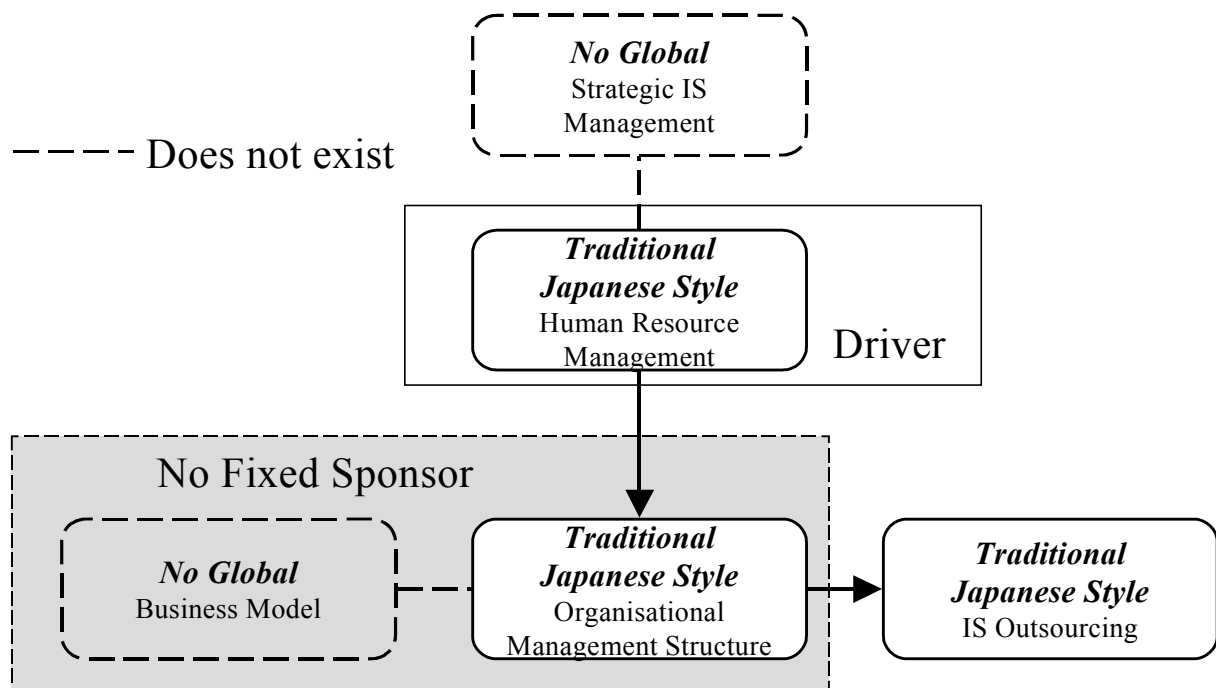 No Global
Strategic IS
Management
Does not exist
Traditional
Japanese Style
Human Resource
Management
Driver
No Fixed Sponsor
No Global
Business Model
Traditional
Japanese Style
Organisational
Management Structure
Traditional
Japanese Style
IS Outsourcing